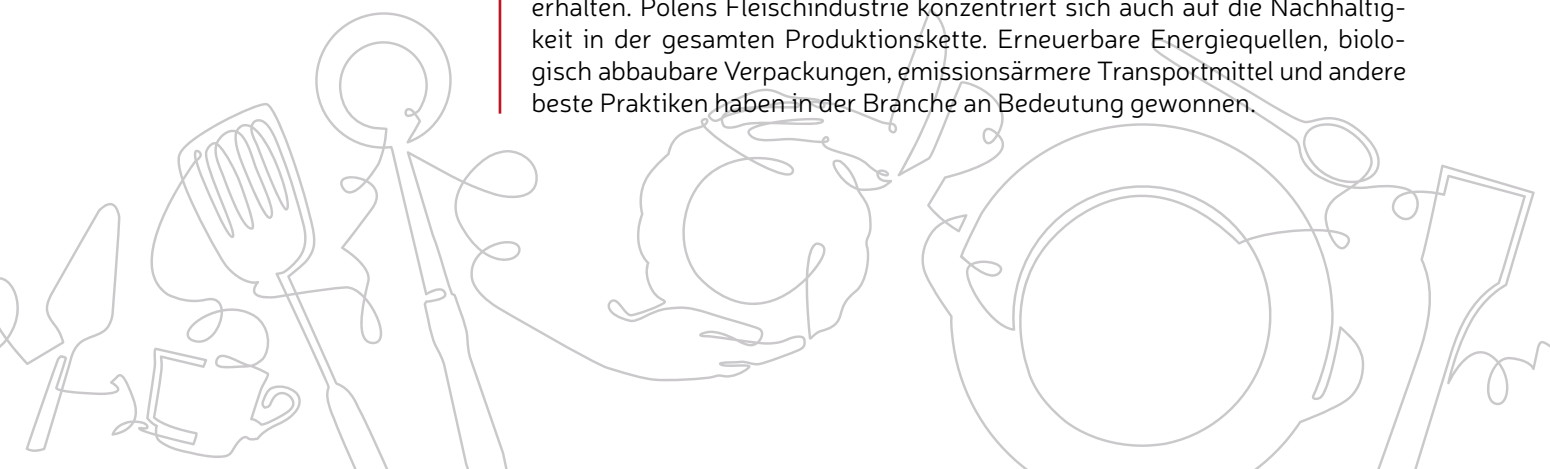 erhalten. Polens Fleischindustrie konzentriert sich auch auf die Nachhaltig-
keit in der gesamten Produktionskette. Erneuerbare Energiequellen, biolo-
gisch abbaubare Verpackungen, emissionsärmere Transportmittel und andere
beste Praktiken haben in der Branche an Bedeutung gewonnen.